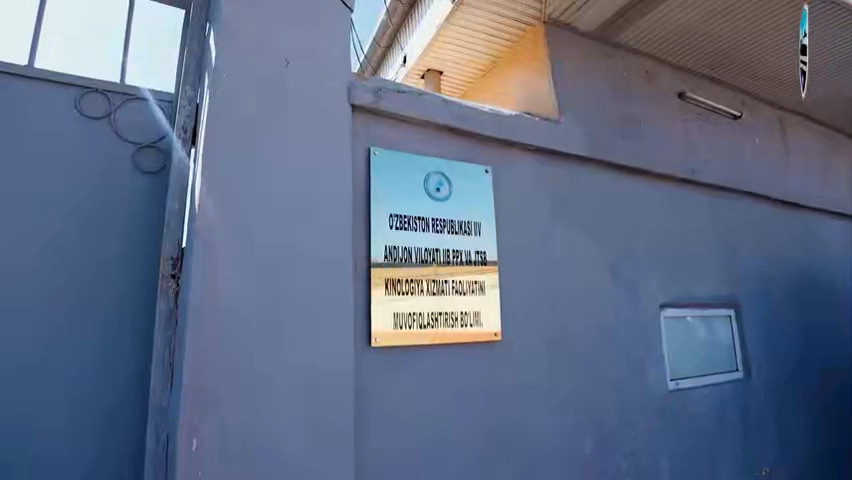 O'ZBEKISTON RESPUBLIKASI IIV
ANDIJON VILOYATI IIB PPX VA JTSB
KINOLOGIYA XIZMATI FAOLIYATINI
MUVOFIQLASHTIRISH BO'LIMI.